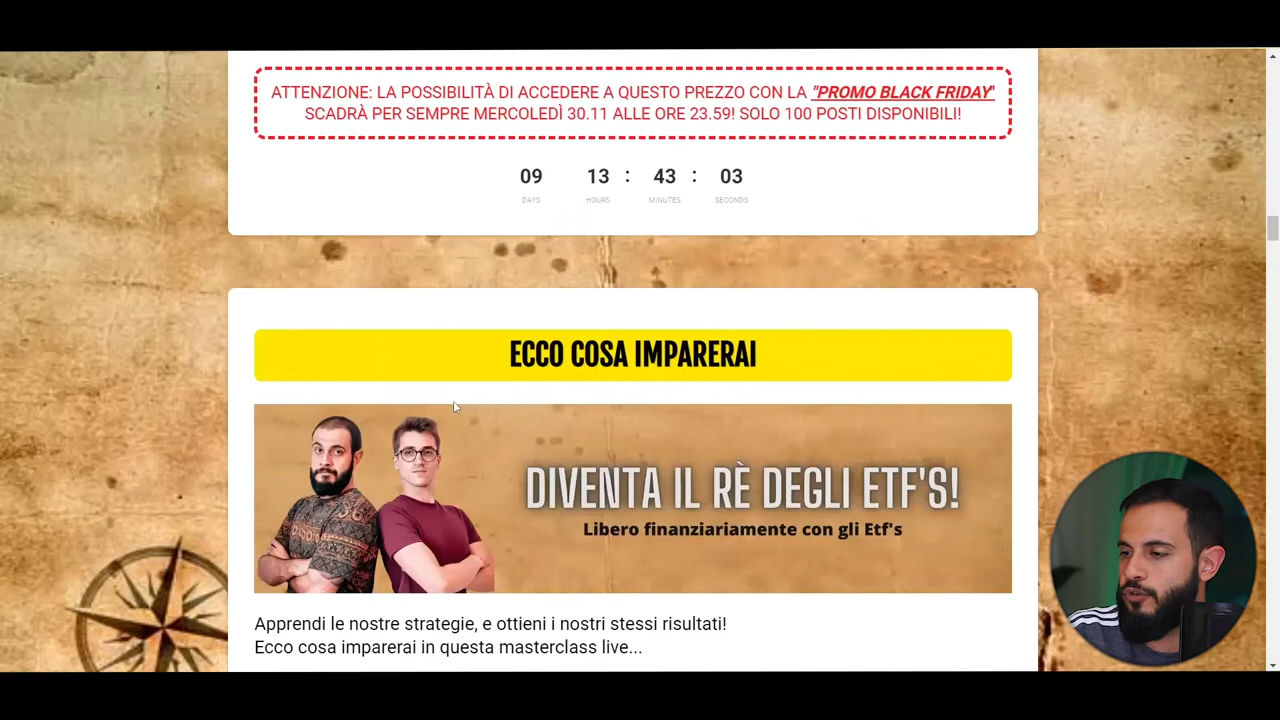 ATTENZIONE: LA POSSIBILITÀ DI ACCEDERE A QUESTO PREZZO CON LA "PROMO BLACK FRIDAY"
SCADRÀ PER SEMPRE MERCOLEDÌ 30.11 ALLE ORE 23.59! SOLO 100 POSTI DISPONIBILI!
09 13 : 43 : 03
DAYS HOURS MINUTES SECONDS
ECCO COSA IMPARERAI
DIVENTA IL RÈ DEGLI ETF'S!
Libero finanziariamente con gli Etf's
Apprendi le nostre strategie, e ottieni i nostri stessi risultati!
Ecco cosa imparerai in questa masterclass live...